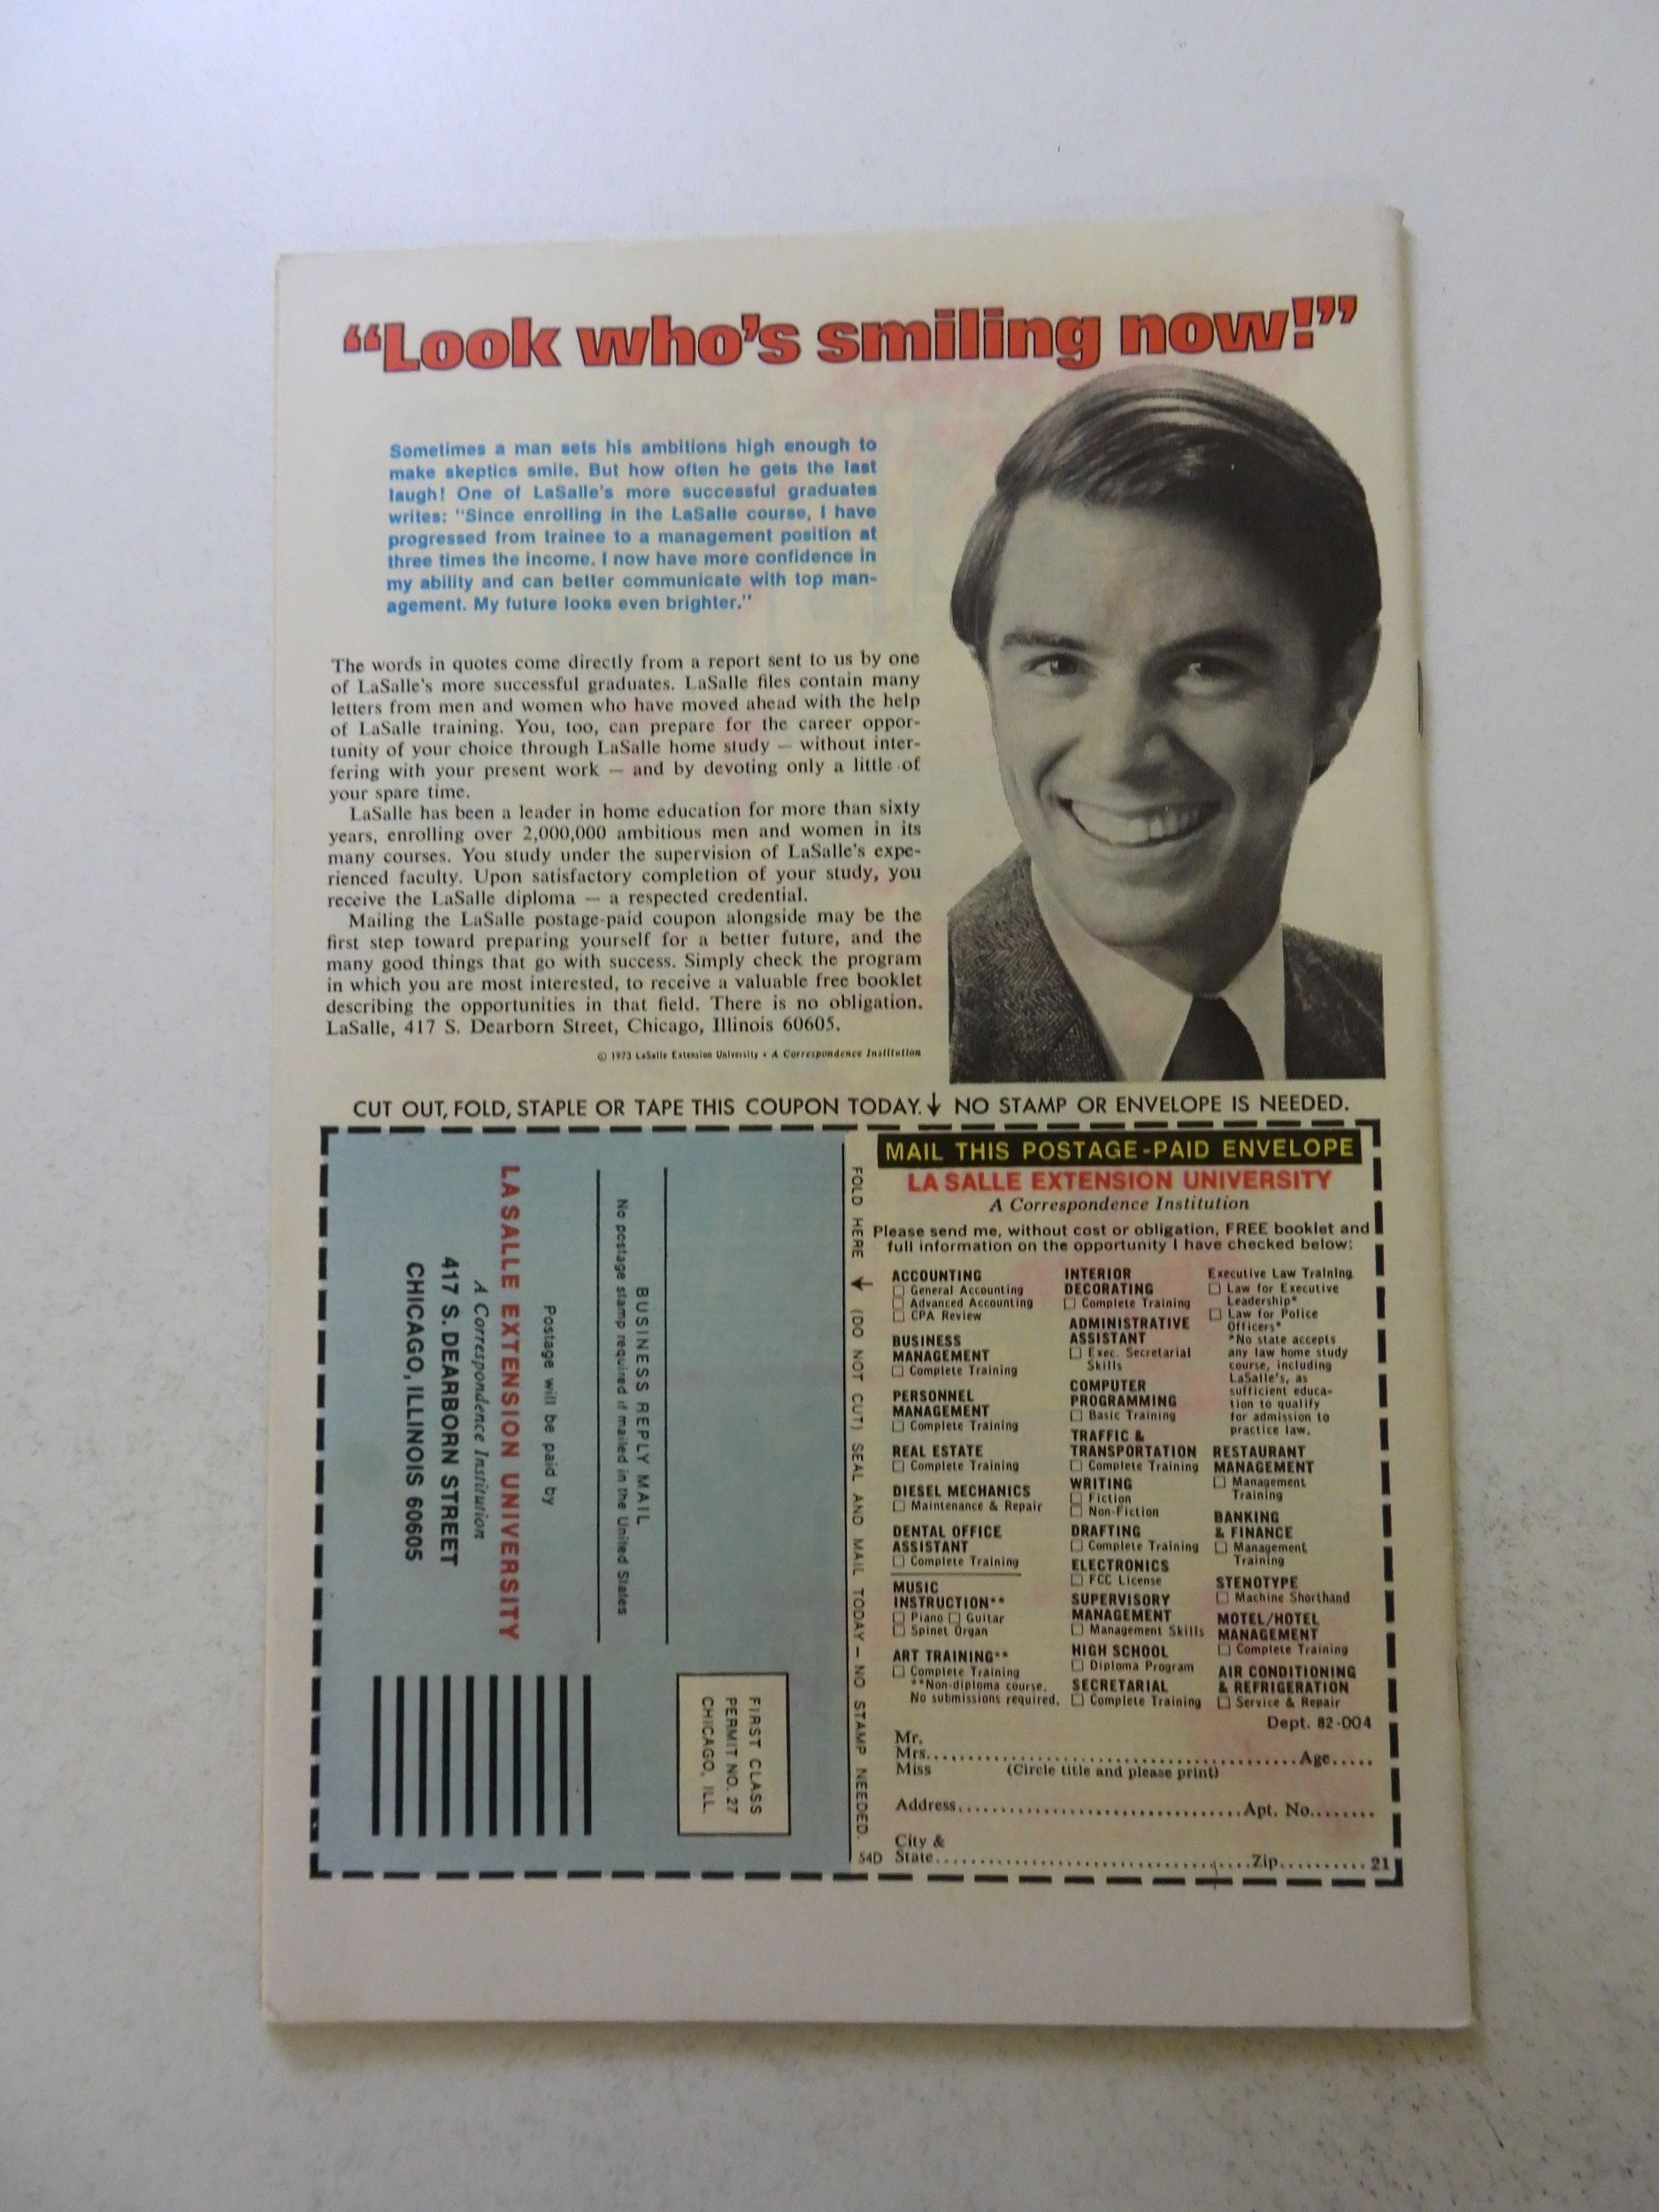 “Look who’s smiling now!”
Sometimes a man sets his ambitions high enough to
make skeptics smile. But how often he gets the last
laugh! One of LaSalle's more successful graduates
writes: "Since enrolling in the LaSalle course, I have
progressed from trainee to a management position at
three times the income. I now have more confidence in
my ability and can better communicate with top man-
agement. My future looks even brighter."
The words in quotes come directly from a report sent to us by one
of LaSalle's more successful graduates. LaSalle files contain many
letters from men and women who have moved ahead with the help
of LaSalle training. You, too, can prepare for the career oppor-
tunity of your choice through LaSalle home study — without inter-
fering with your present work — and by devoting only a little of
your spare time.
LaSalle has been a leader in home education for more than sixty
years, enrolling over 2,000,000 ambitious men and women in its
many courses. You study under the supervision of LaSalle's expe-
rienced faculty. Upon satisfactory completion of your study, you
receive the LaSalle diploma — a respected credential.
Mailing the LaSalle postage-paid coupon alongside may be the
first step toward preparing yourself for a better future, and the
many good things that go with success. Simply check the program
in which you are most interested, to receive a valuable free booklet
describing the opportunities in that field. There is no obligation.
LaSalle, 417 S. Dearborn Street, Chicago, Illinois 60605.
© 1973 LaSalle Extension University • A Correspondence Institution
CUT OUT, FOLD, STAPLE OR TAPE THIS COUPON TODAY. ↓ NO STAMP OR ENVELOPE IS NEEDED.
FIRST CLASS
PERMIT NO. 27
CHICAGO, ILL.
BUSINESS REPLY MAIL
No postage stamp required if mailed in the United States
Postage will be paid by
LA SALLE EXTENSION UNIVERSITY
A Correspondence Institution
417 S. DEARBORN STREET
CHICAGO, ILLINOIS 60605
FOLD HERE ↓ (DO NOT CUT) SEAL AND MAIL TODAY — NO STAMP NEEDED.
MAIL THIS POSTAGE-PAID ENVELOPE
LA SALLE EXTENSION UNIVERSITY
A Correspondence Institution
Please send me, without cost or obligation, FREE booklet and
full information on the opportunity I have checked below:
ACCOUNTING
☐ General Accounting
☐ Advanced Accounting
☐ CPA Review
BUSINESS
MANAGEMENT
☐ Complete Training
PERSONNEL
MANAGEMENT
☐ Complete Training
REAL ESTATE
☐ Complete Training
DIESEL MECHANICS
☐ Maintenance & Repair
DENTAL OFFICE
ASSISTANT
☐ Complete Training
MUSIC
INSTRUCTION**
☐ Piano ☐ Guitar
☐ Spinet Organ
ART TRAINING**
☐ Complete Training
**Non-diploma course.
No submissions required.
INTERIOR
DECORATING
☐ Complete Training
ADMINISTRATIVE
ASSISTANT
☐ Exec. Secretarial
Skills
COMPUTER
PROGRAMMING
☐ Basic Training
TRAFFIC &
TRANSPORTATION
☐ Complete Training
WRITING
☐ Fiction
☐ Non-Fiction
DRAFTING
☐ Complete Training
ELECTRONICS
☐ FCC License
SUPERVISORY
MANAGEMENT
☐ Management Skills
HIGH SCHOOL
☐ Diploma Program
SECRETARIAL
☐ Complete Training
Executive Law Training
☐ Law for Executive
Leadership*
☐ Law for Police
Officers*
*No state accepts
any law home study
course, including
LaSalle's, as
sufficient educa-
tion to qualify
for admission to
practice law.
RESTAURANT
MANAGEMENT
☐ Management
Training
BANKING
& FINANCE
☐ Management
Training
STENOTYPE
☐ Machine Shorthand
MOTEL/HOTEL
MANAGEMENT
☐ Complete Training
AIR CONDITIONING
& REFRIGERATION
☐ Service & Repair
Dept. 82-004
Mr.
Mrs. Age
Miss (Circle title and please print)
Address Apt. No.
City &
54D State Zip 21